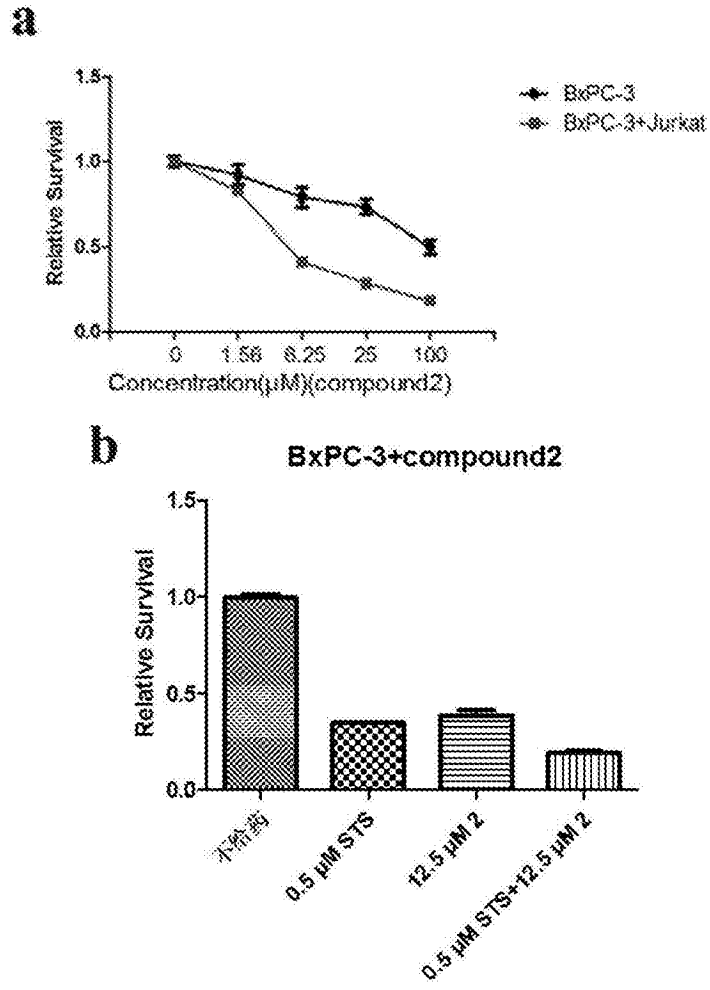 a
1.5
1.0
0.5
0.0
Relative Survival
BxPC-3
BxPC-3+Jurkat
0 1.56 6.25 25 100
Concentration(μM)(compound2)
b
BxPC-3+compound2
1.5
1.0
0.5
0.0
Relative Survival
不给药
0.5 μM STS
12.5 μM 2
0.5 μM STS+12.5 μM 2